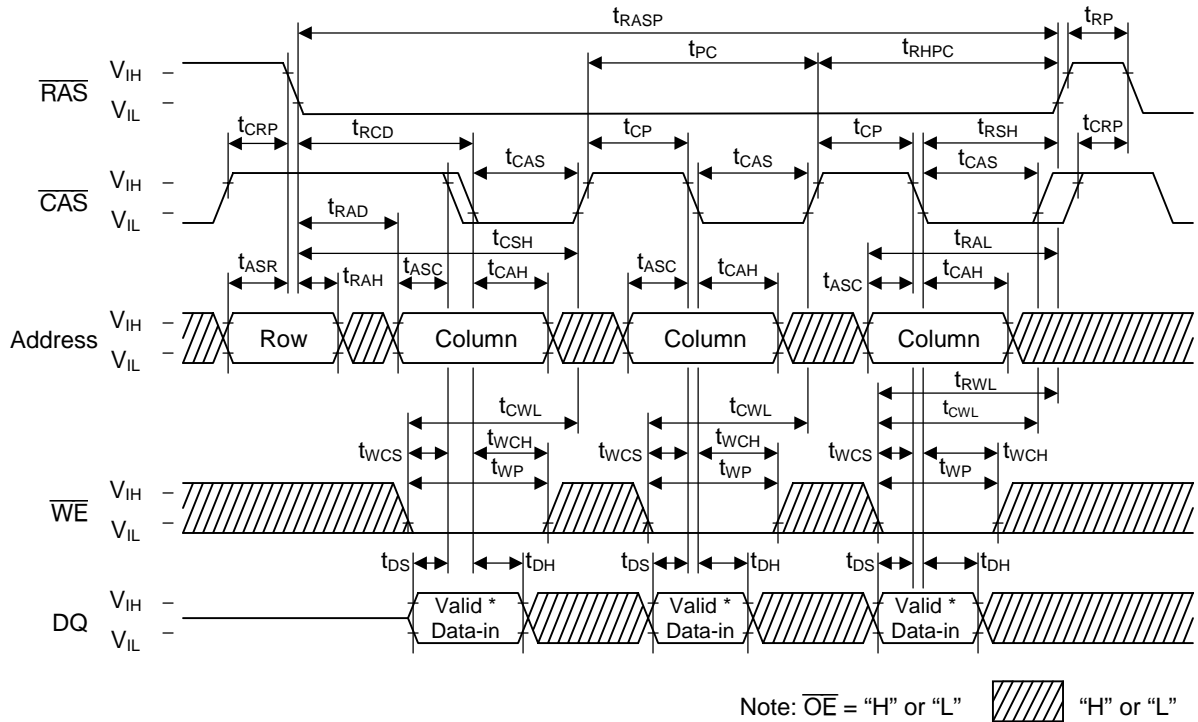 tRASP
tRP
tPC
tRHPC
RAS
VIH
VIL
tCRP
tRCD
tCP
tCP
tRSH
tCRP
tCAS
tCAS
tCAS
CAS
VIH
VIL
tRAD
tCSH
tRAL
tASR
tRAH
tASC
tCAH
tASC
tCAH
tASC
tCAH
Address
VIH
VIL
Row
Column
Column
Column
tRWL
tCWL
tCWL
tCWL
tWCS
tWCH
tWCS
tWCH
tWCS
tWCH
tWP
tWP
tWP
WE
VIH
VIL
tDS
tDH
tDS
tDH
tDS
tDH
DQ
VIH
VIL
Valid *
Data-in
Valid *
Data-in
Valid *
Data-in
Note: OE = “H” or “L”
“H” or “L”